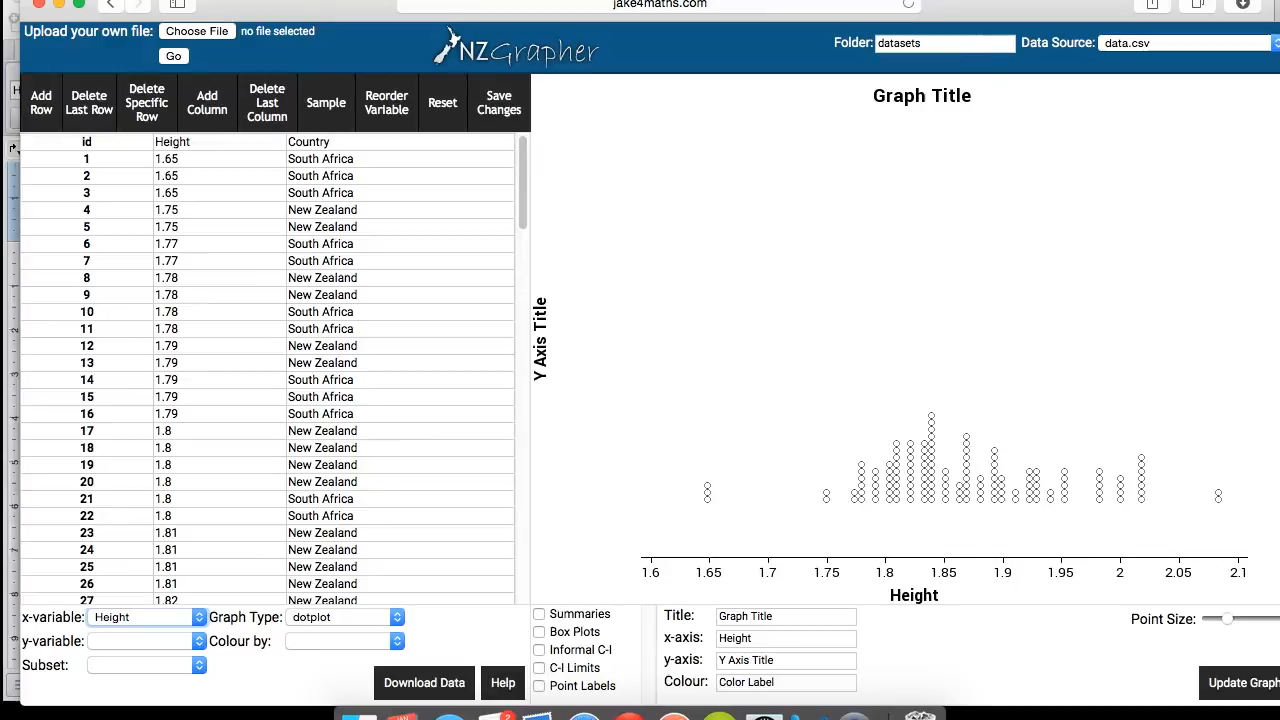 jake4maths.com
Upload your own file: Choose File no file selected
Go
NZGrapher
Folder: datasets Data Source: data.csv
Add Row
Delete Last Row
Delete Specific Row
Add Column
Delete Last Column
Sample
Reorder Variable
Reset
Save Changes
id Height Country
1 1.65 South Africa
2 1.65 South Africa
3 1.65 South Africa
4 1.75 New Zealand
5 1.75 New Zealand
6 1.77 South Africa
7 1.77 South Africa
8 1.78 New Zealand
9 1.78 New Zealand
10 1.78 South Africa
11 1.78 South Africa
12 1.79 New Zealand
13 1.79 New Zealand
14 1.79 South Africa
15 1.79 South Africa
16 1.79 South Africa
17 1.8 New Zealand
18 1.8 New Zealand
19 1.8 New Zealand
20 1.8 New Zealand
21 1.8 South Africa
22 1.8 South Africa
23 1.81 New Zealand
24 1.81 New Zealand
25 1.81 New Zealand
26 1.81 New Zealand
27 1.82 New Zealand
Graph Title
Y Axis Title
1.6 1.65 1.7 1.75 1.8 1.85 1.9 1.95 2 2.05 2.1
Height
x-variable: Height Graph Type: dotplot
y-variable: Colour by:
Subset:
Download Data Help
Summaries
Box Plots
Informal C-I
C-I Limits
Point Labels
Title: Graph Title
x-axis: Height
y-axis: Y Axis Title
Colour: Color Label
Point Size:
Update Graph